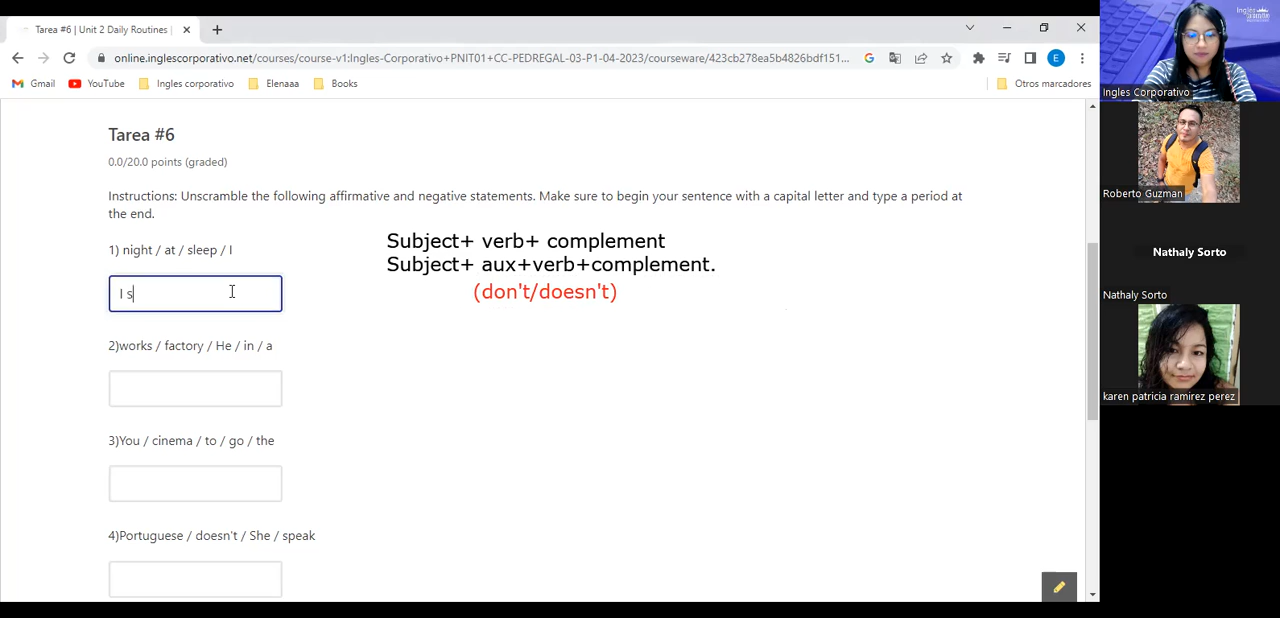 Tarea #6 | Unit 2 Daily Routines |
online.inglescorporativo.net/courses/course-v1:Ingles-Corporativo+PNIT01+CC-PEDREGAL-03-P1-04-2023/courseware/423cb278ea5b4826bdf151...
E
Gmail
YouTube
Ingles corporativo
Elenaaa
Books
Otros marcadores
Tarea #6
0.0/20.0 points (graded)
Instructions: Unscramble the following affirmative and negative statements. Make sure to begin your sentence with a capital letter and type a period at
the end.
1) night / at / sleep / I
I s
Subject+ verb+ complement
Subject+ aux+verb+complement.
(don't/doesn't)
2)works / factory / He / in / a
3)You / cinema / to / go / the
4)Portuguese / doesn't / She / speak
Ingles Corporativo
Roberto Guzman
Nathaly Sorto
Nathaly Sorto
karen patricia ramirez perez